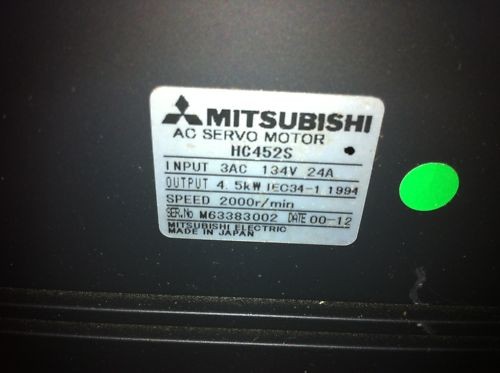 MITSUBISHI
AC SERVO MOTOR
HC452S
INPUT 3AC 134V 24A
OUTPUT 4.5kW IEC34-1 1994
SPEED 2000r/min
SER.No M63383002 DATE 00-12
MITSUBISHI ELECTRIC
MADE IN JAPAN